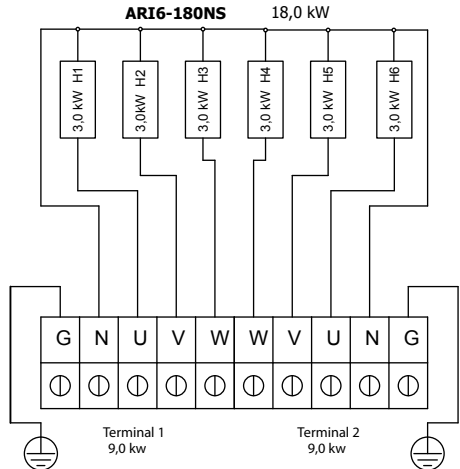 ARI6-180NS 18,0 kW
3,0 kW H1
3,0kW H2
3,0 kW H3
3,0 kW H4
3,0 kW H5
3,0 kW H6
G N U V W W V U N G
Terminal 1
9,0 kw
Terminal 2
9,0 kw